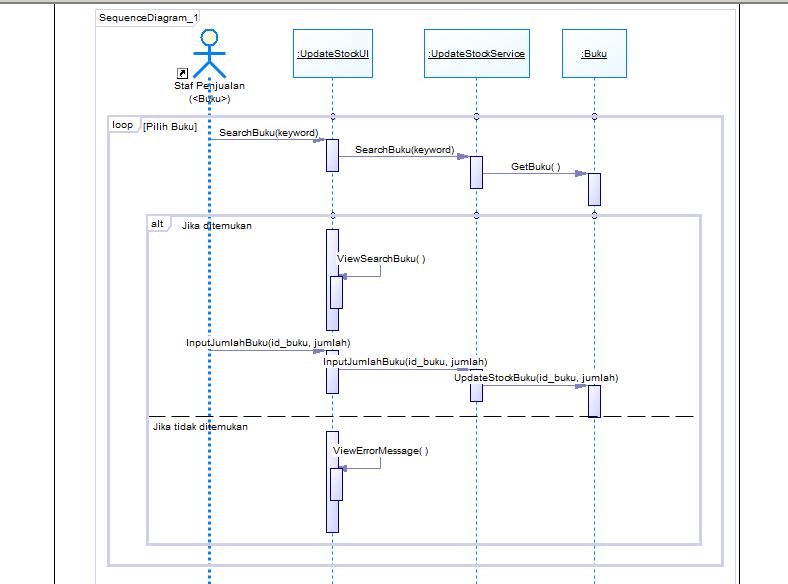 SequenceDiagram_1
:UpdateStockUI
:UpdateStockService
:Buku
Staf Penjualan
(<Buku>)
loop
[Pilih Buku]
SearchBuku(keyword)
SearchBuku(keyword)
GetBuku( )
alt
Jika ditemukan
ViewSearchBuku( )
InputJumlahBuku(id_buku, jumlah)
InputJumlahBuku(id_buku, jumlah)
UpdateStockBuku(id_buku, jumlah)
Jika tidak ditemukan
ViewErrorMessage( )